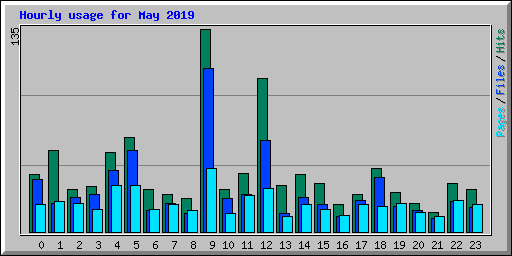 Hourly usage for May 2019
135
Pages / Files / Hits
0 1 2 3 4 5 6 7 8 9 10 11 12 13 14 15 16 17 18 19 20 21 22 23